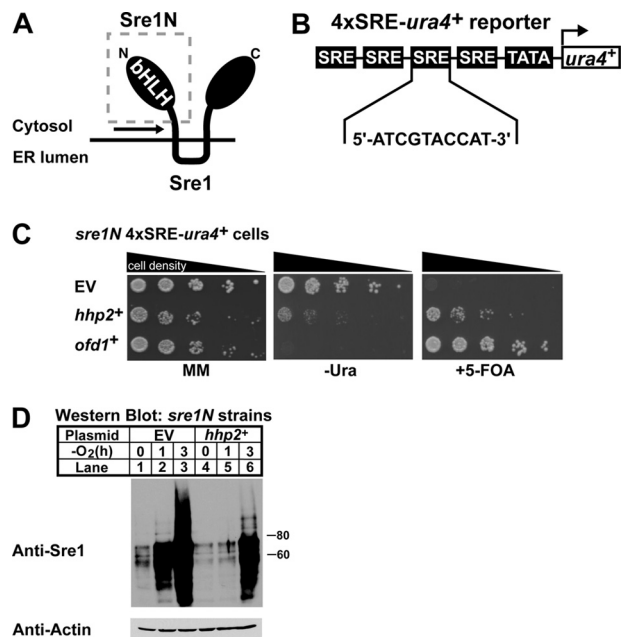 A
Sre1N
N
C
bHLH
Cytosol
ER lumen
Sre1
B
4xSRE-ura4+ reporter
SRE SRE SRE SRE TATA ura4+
5'-ATCGTACCAT-3'
C
sre1N 4xSRE-ura4+ cells
cell density
EV
hhp2+
ofd1+
MM -Ura +5-FOA
D
Western Blot: sre1N strains
Plasmid EV hhp2+
-O2(h) 0 1 3 0 1 3
Lane 1 2 3 4 5 6
Anti-Sre1
80
60
Anti-Actin